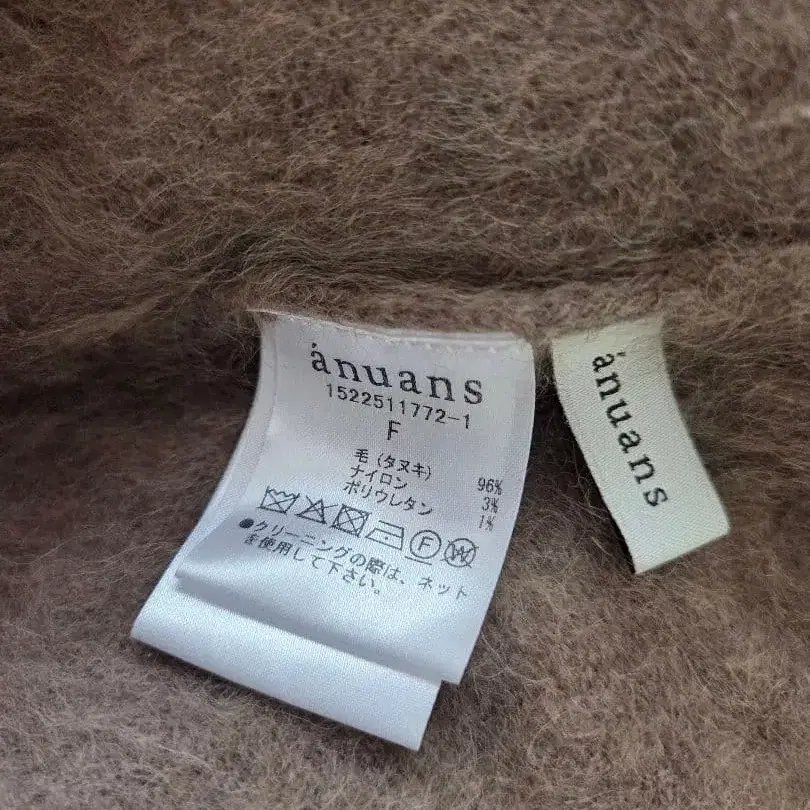 ánuans
1522511772-1
F
毛(タヌキ) 96%
ナイロン 3%
ポリウレタン 1%
F W
●クリーニングの際は、ネット
を使用して下さい。
ánuans